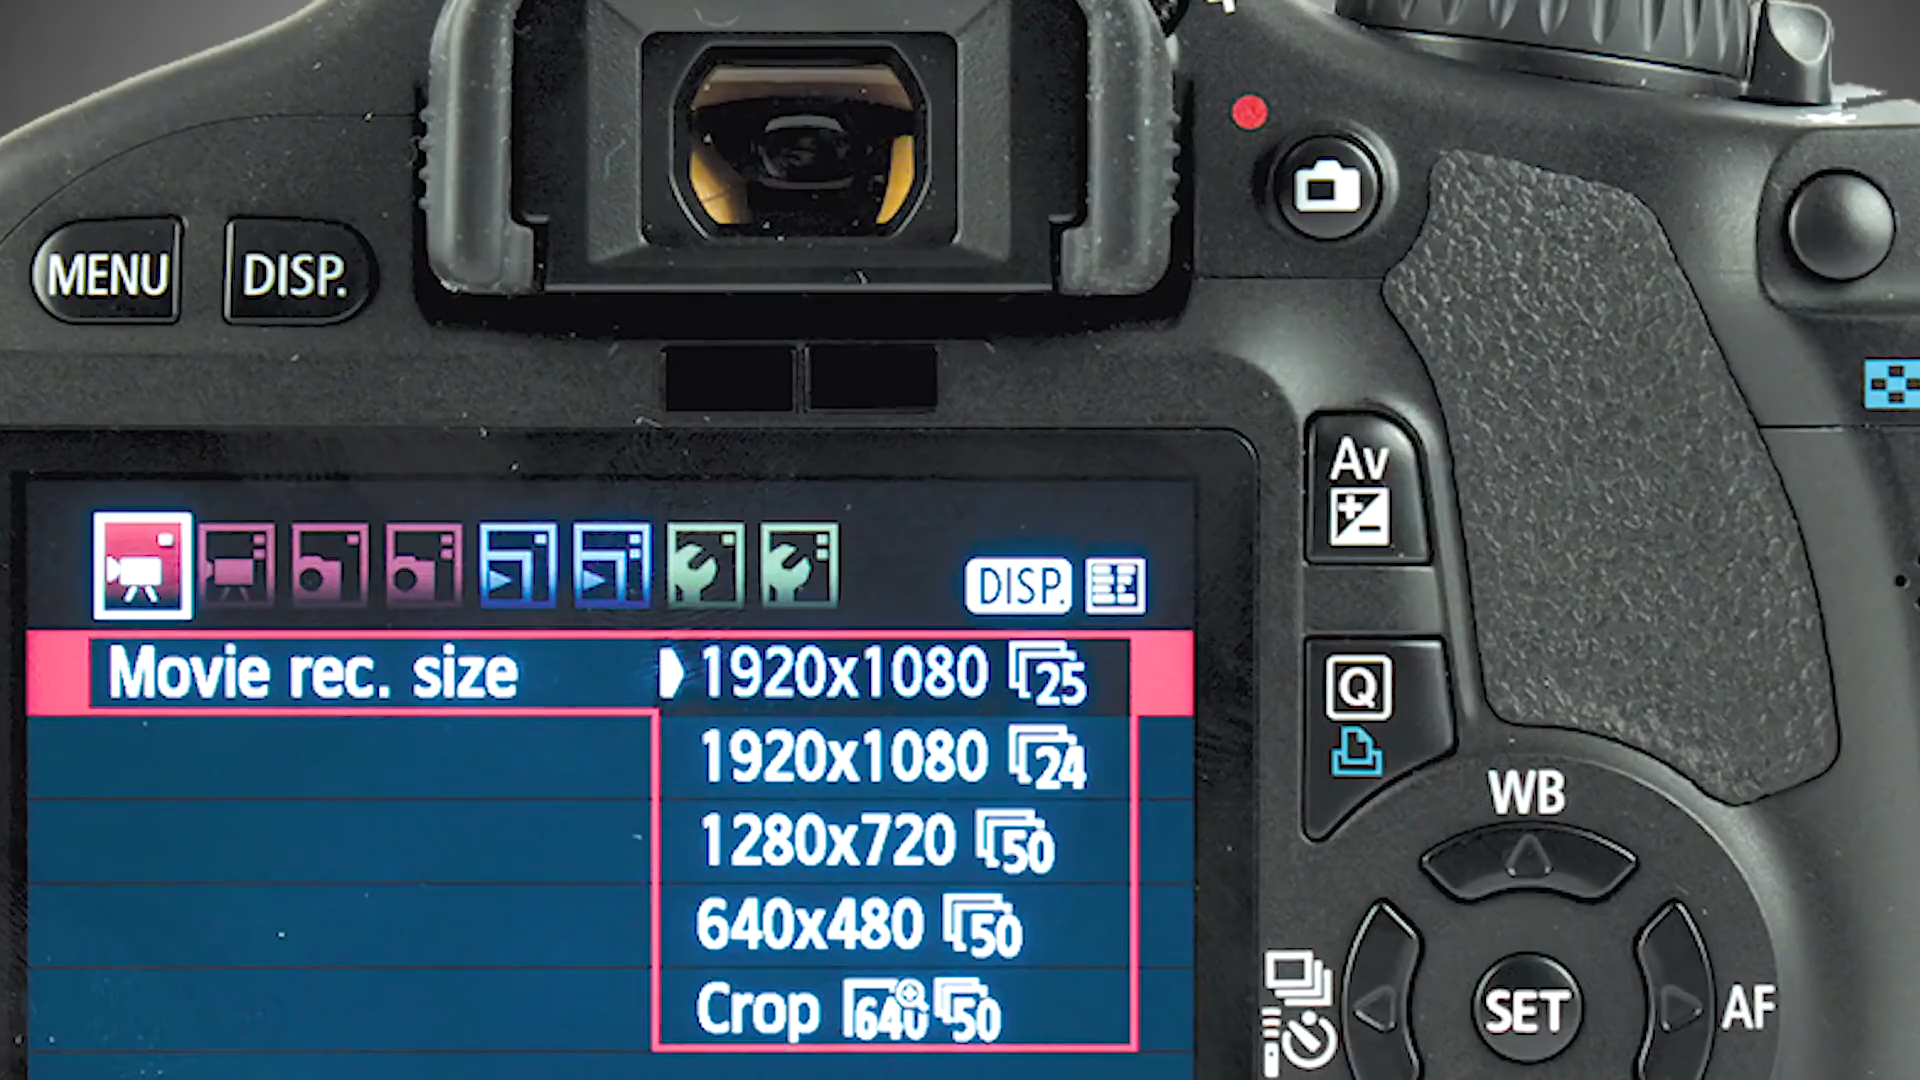 MENU DISP.
DISP.
Movie rec. size 1920x1080 25
1920x1080 24
1280x720 50
640x480 50
Crop 640 50
Av
Q
WB
SET AF